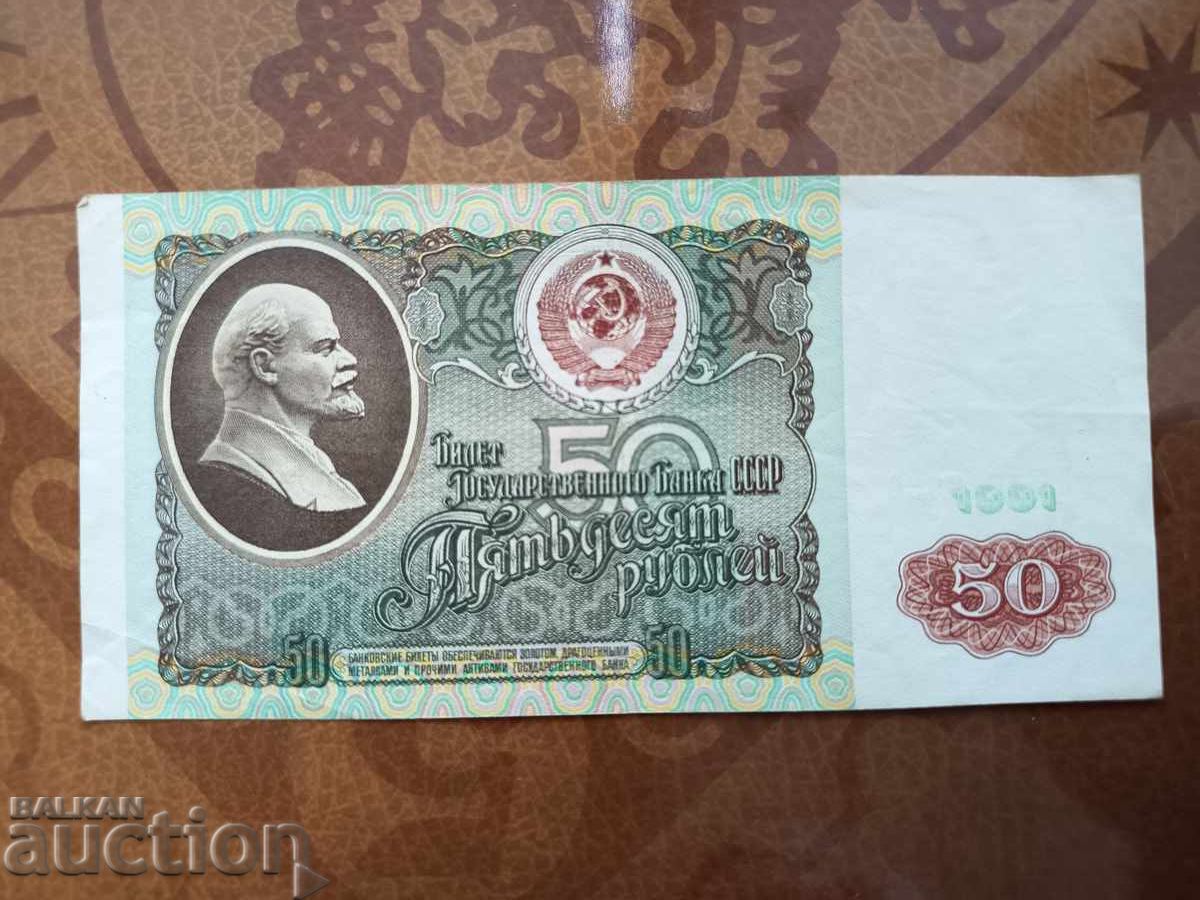 50
Билет
Государственного Банка СССР
Пятьдесят
рублей
50
БАНКОВСКИЕ БИЛЕТЫ ОБЕСПЕЧИВАЮТСЯ ЗОЛОТОМ, ДРАГОЦЕННЫМИ
МЕТАЛЛАМИ И ПРОЧИМИ АКТИВАМИ ГОСУДАРСТВЕННОГО БАНКА
50
1991
50
BALKAN
auction